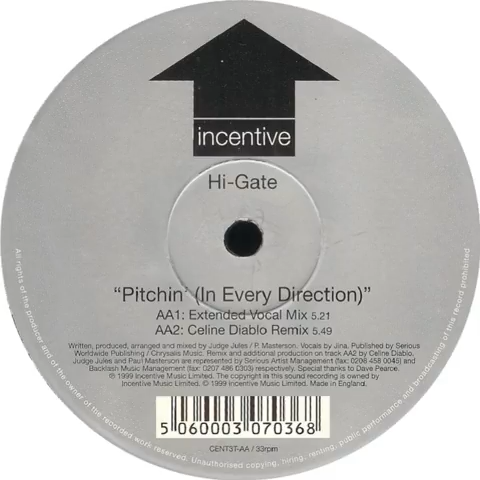 incentive
Hi-Gate
“Pitchin’ (In Every Direction)”
AA1: Extended Vocal Mix 5.21
AA2: Celine Diablo Remix 5.49
Written, produced, arranged and mixed by Judge Jules / P. Masterson. Vocals by Jina. Published by Serious
Worldwide Publishing / Chrysalis Music. Remix and additional production on track AA2 by Celine Diablo.
Judge Jules and Paul Masterson are represented by Serious Artist Management (fax: 0208 458 0045) and
Backlash Music Management (fax: 0207 486 0303) respectively. Special thanks to Dave Pearce.
℗ 1999 Incentive Music Limited. The copyright in this sound recording is owned by
Incentive Music Limited. © 1999 Incentive Music Limited. Made in England.
5 060003 070368
CENT3T-AA / 33rpm
All rights of the producer and of the owner of the recorded work reserved. Unauthorised copying, hiring, renting, public performance and broadcasting of this record prohibited